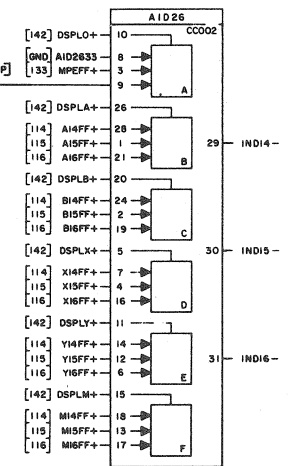 AID26
CC002
[142] DSPLO+ 10
[GND] AID2633 8
P] [133] MPEFF+ 3
9
A
[142] DSPLA+ 26
[114] A14FF+ 28
[115] A15FF+ 1 29 IND14-
[116] A16FF+ 21
B
[142] DSPLB+ 20
[114] B14FF+ 24
[115] B15FF+ 2
[116] B16FF+ 19
C
[142] DSPLX+ 5 30 IND15-
[114] X14FF+ 7
[115] X15FF+ 4
[116] X16FF+ 16
D
[142] DSPLY+ 11
[114] Y14FF+ 14
[115] Y15FF+ 12 31 IND16-
[116] Y16FF+ 6
E
[142] DSPLM+ 15
[114] M14FF+ 18
[115] M15FF+ 13
[116] M16FF+ 17
F